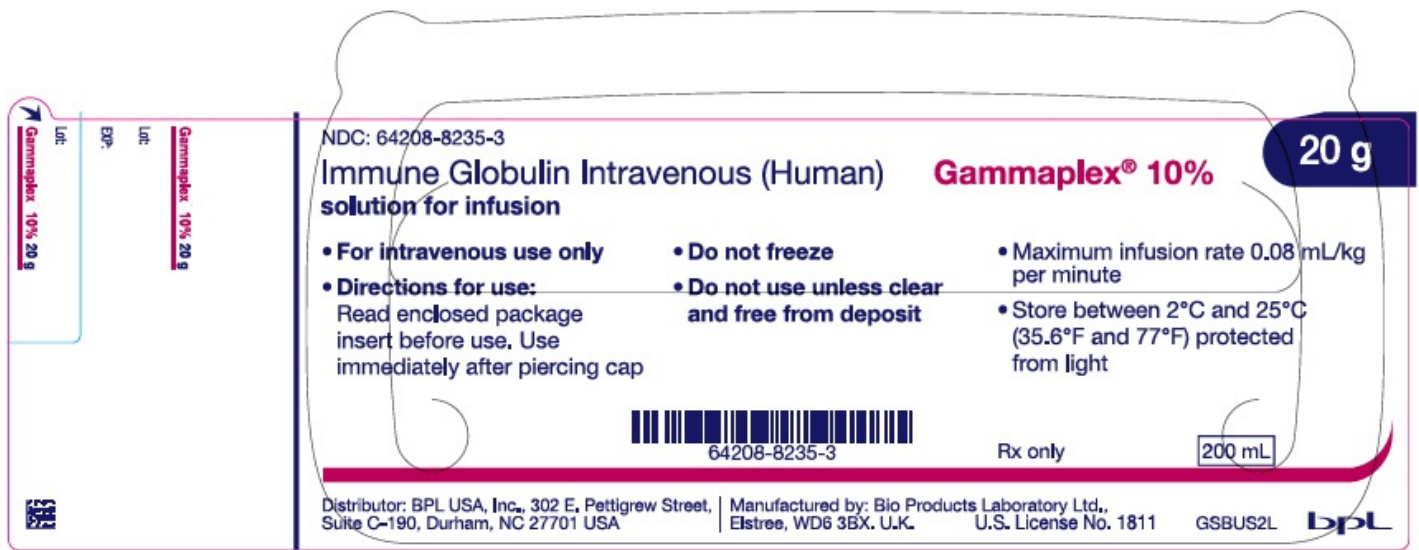 Gammaplex 10% 20 g
Lot:
EXP.
Lot:
Gammaplex 10% 20 g
NDC: 64208-8235-3
Immune Globulin Intravenous (Human) Gammaplex® 10%
20 g
solution for infusion
• For intravenous use only
• Directions for use:
Read enclosed package
insert before use. Use
immediately after piercing cap
• Do not freeze
• Do not use unless clear
and free from deposit
• Maximum infusion rate 0.08 mL/kg
per minute
• Store between 2°C and 25°C
(35.6°F and 77°F) protected
from light
64208-8235-3
Rx only
200 mL
Distributor: BPL USA, Inc., 302 E. Pettigrew Street,
Suite C-190, Durham, NC 27701 USA
Manufactured by: Bio Products Laboratory Ltd.,
Elstree, WD6 3BX. U.K. U.S. License No. 1811
GSBUS2L
bpl